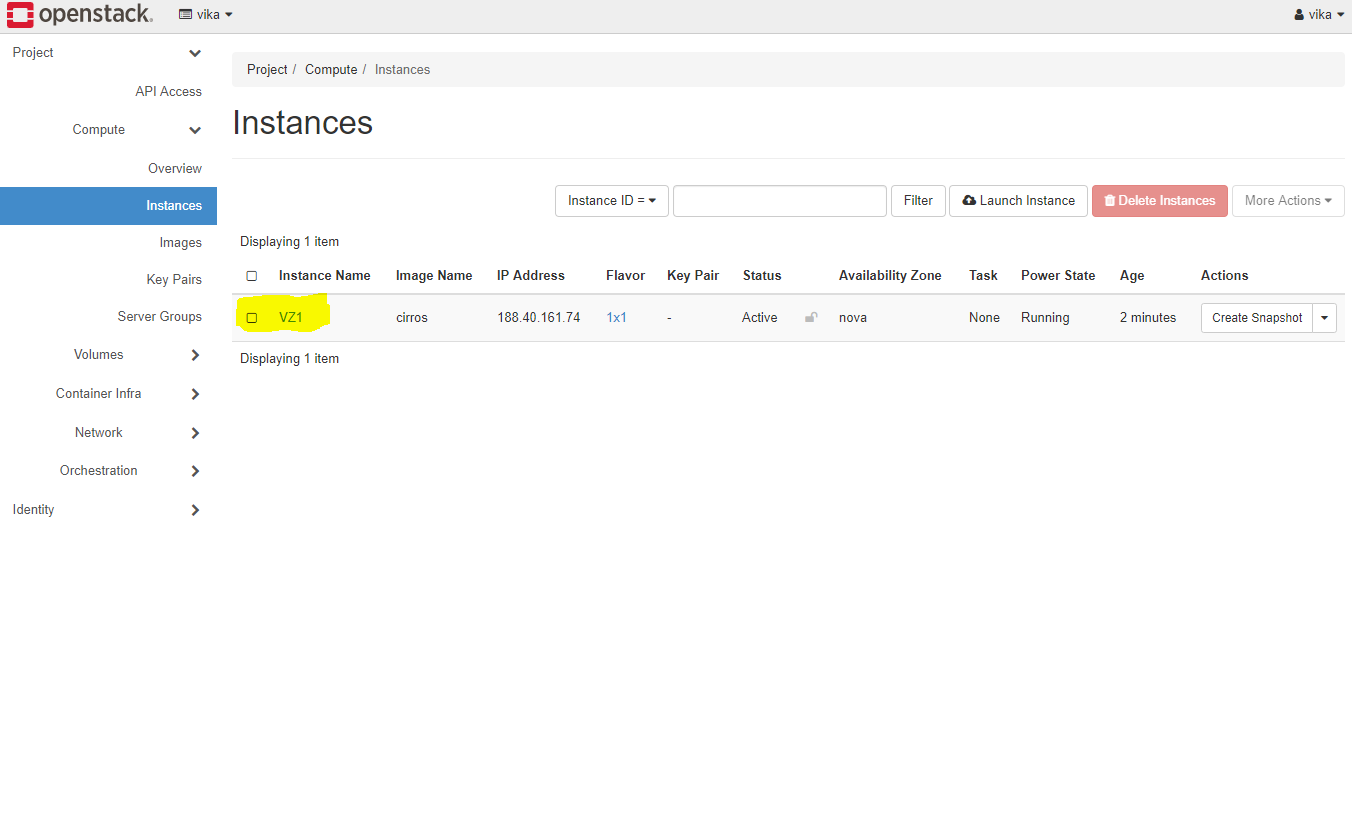 openstack. vika vika
Project
API Access
Compute
Overview
Instances
Images
Key Pairs
Server Groups
Volumes
Container Infra
Network
Orchestration
Identity
Project / Compute / Instances
Instances
Instance ID = Filter Launch Instance Delete Instances More Actions
Displaying 1 item
Instance Name Image Name IP Address Flavor Key Pair Status Availability Zone Task Power State Age Actions
VZ1 cirros 188.40.161.74 1x1 - Active nova None Running 2 minutes Create Snapshot
Displaying 1 item